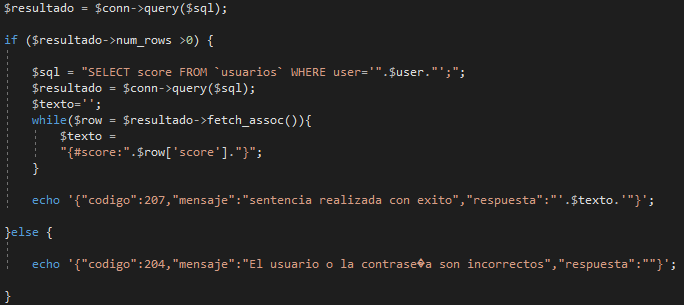 $resultado = $conn->query($sql);
if ($resultado->num_rows >0) {
$sql = "SELECT score FROM `usuarios` WHERE user='".$user."';";
$resultado = $conn->query($sql);
$texto='';
while($row = $resultado->fetch_assoc()){
$texto =
"{#score:".$row['score']."}";
}
echo '{"codigo":207,"mensaje":"sentencia realizada con exito","respuesta":"'.$texto.'"}';
}else {
echo '{"codigo":204,"mensaje":"El usuario o la contrase�a son incorrectos","respuesta":""}';
}